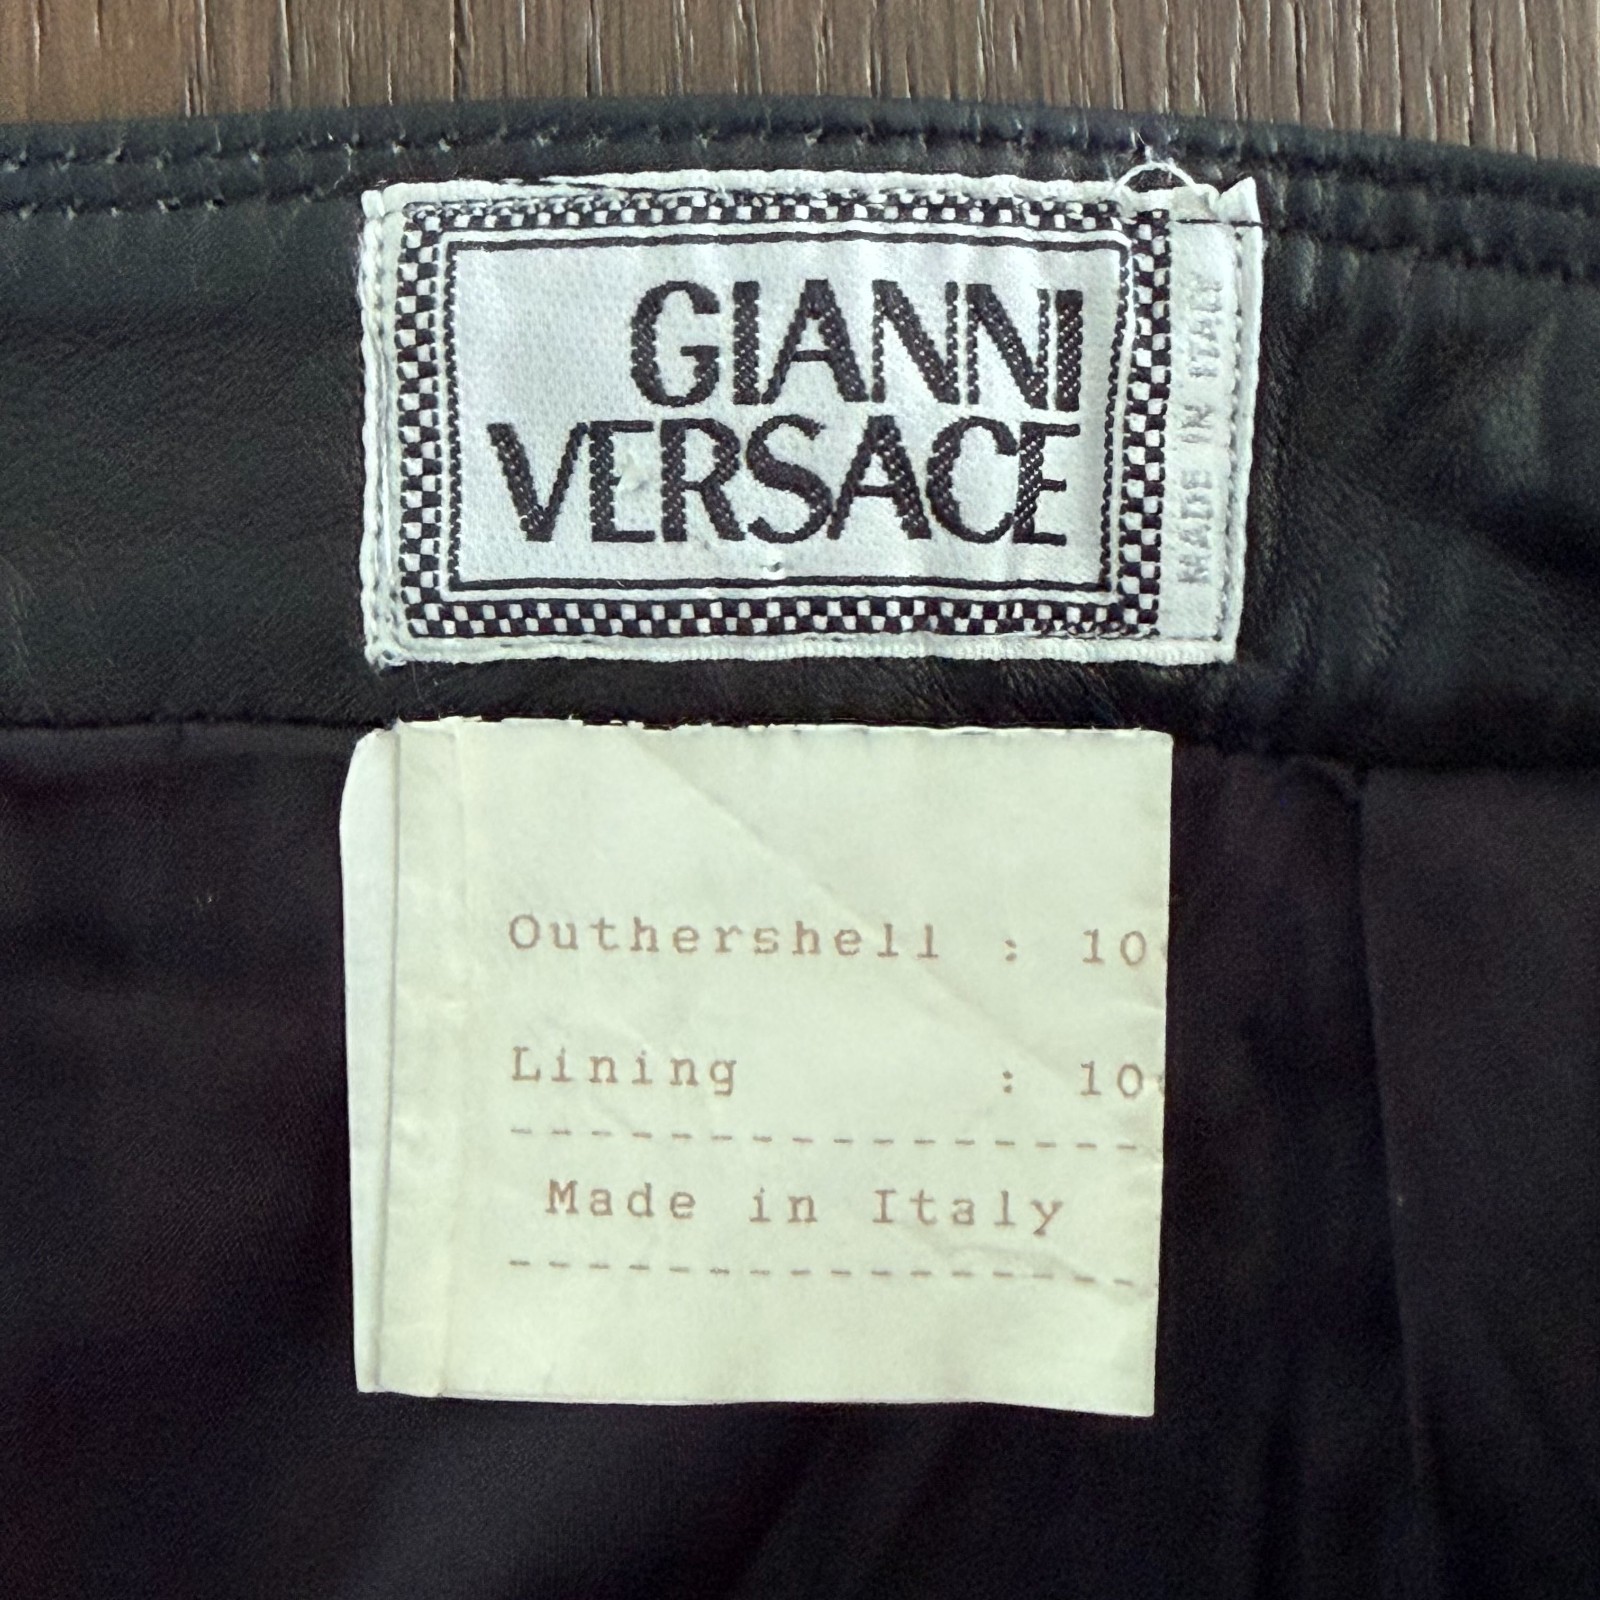 GIANNI
VERSACE
MADE IN ITALY
Outhershell : 10
Lining : 10
Made in Italy